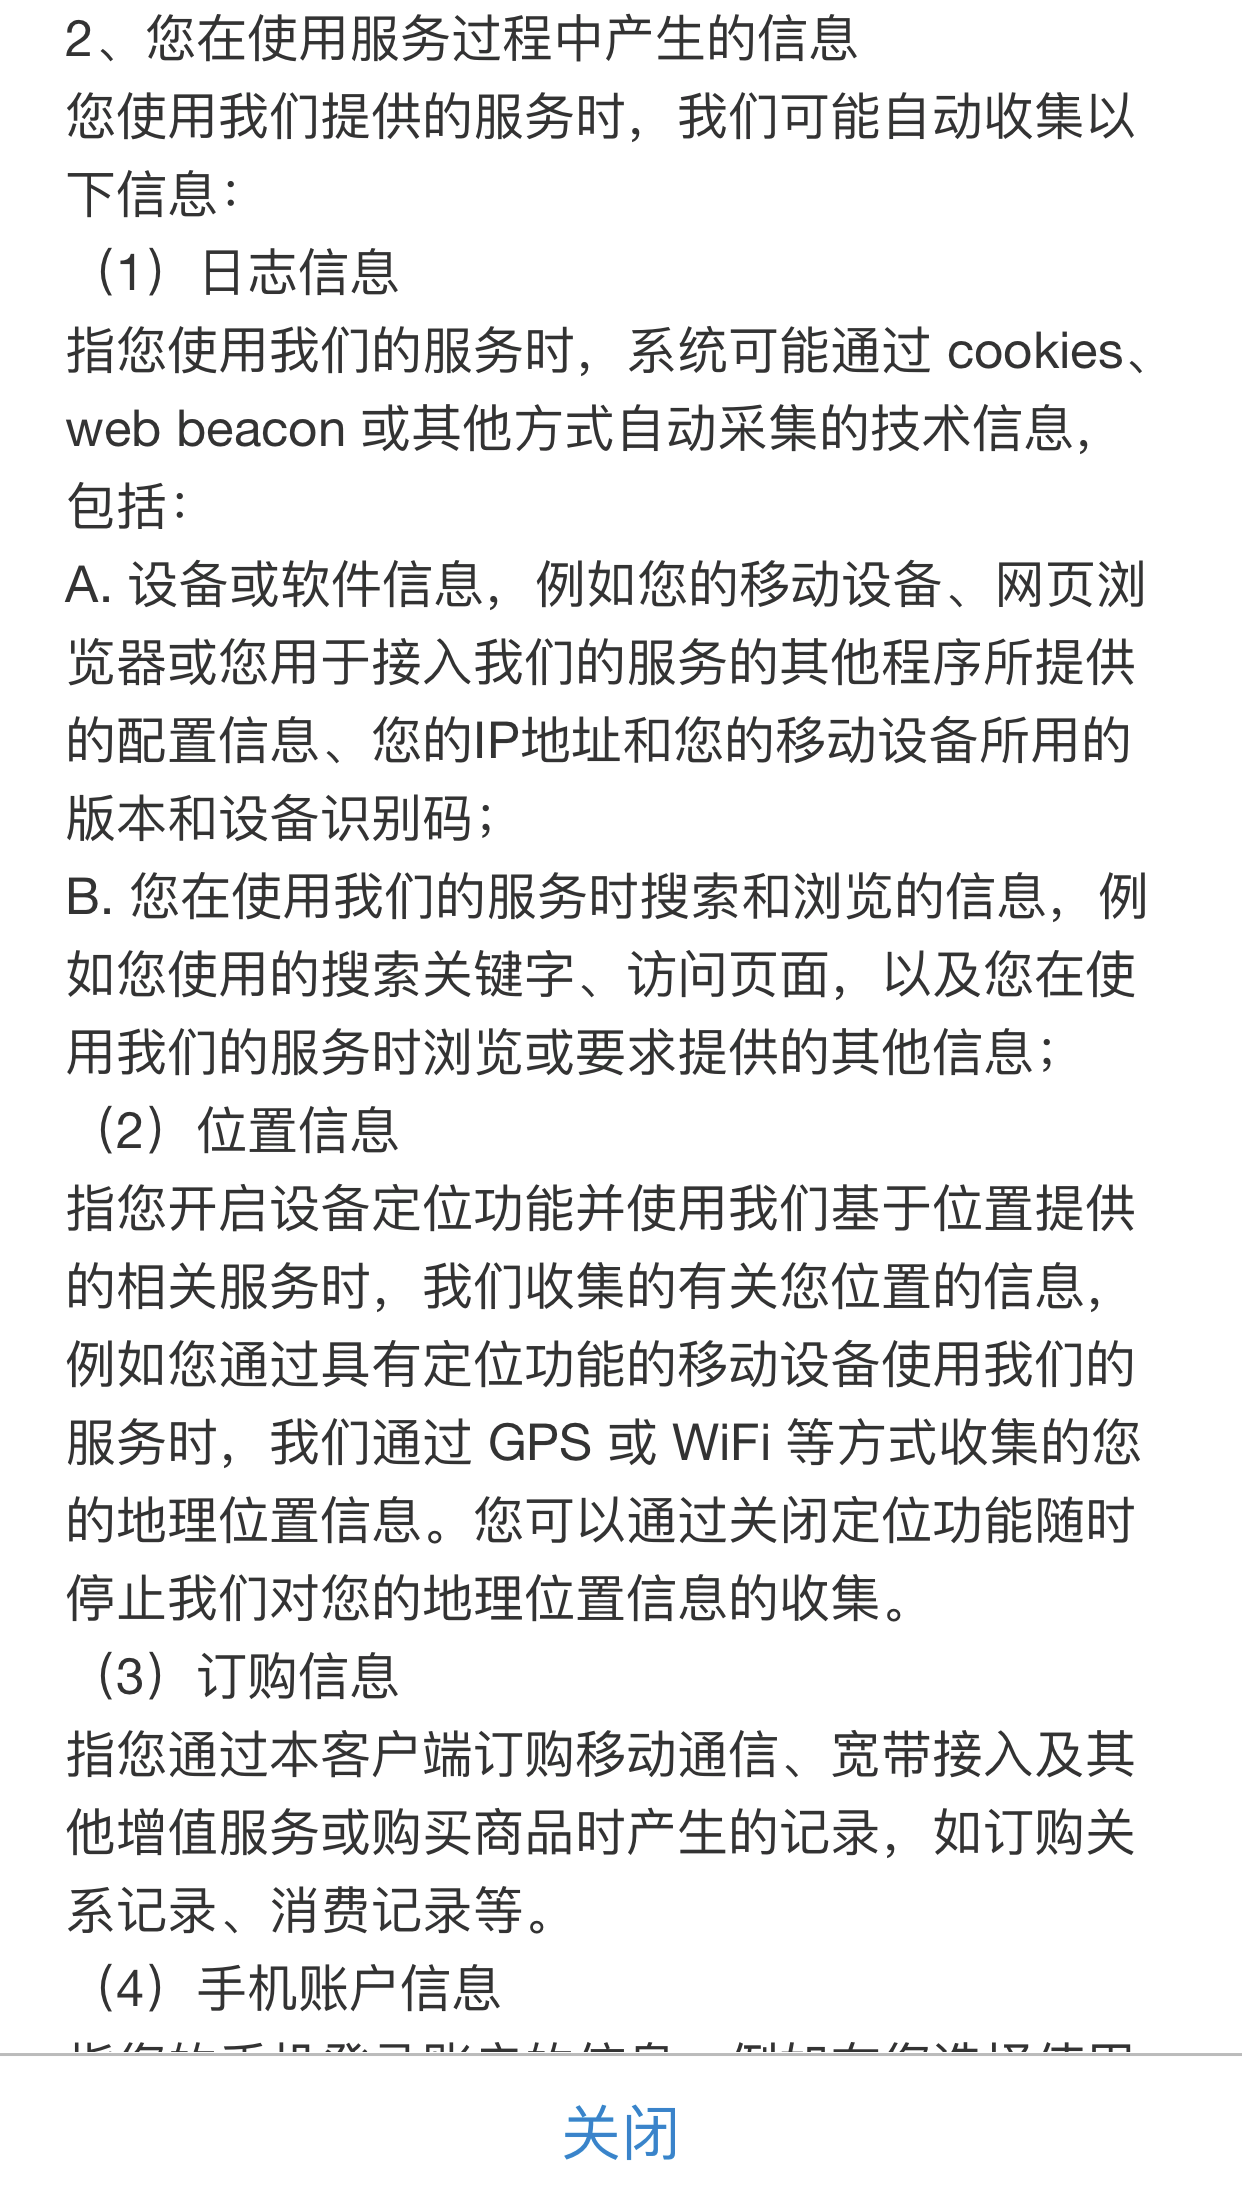 2、您在使用服务过程中产生的信息
您使用我们提供的服务时，我们可能自动收集以
下信息：
（1）日志信息
指您使用我们的服务时，系统可能通过 cookies、
web beacon 或其他方式自动采集的技术信息，
包括：
A. 设备或软件信息，例如您的移动设备、网页浏
览器或您用于接入我们的服务的其他程序所提供
的配置信息、您的IP地址和您的移动设备所用的
版本和设备识别码；
B. 您在使用我们的服务时搜索和浏览的信息，例
如您使用的搜索关键字、访问页面，以及您在使
用我们的服务时浏览或要求提供的其他信息；
（2）位置信息
指您开启设备定位功能并使用我们基于位置提供
的相关服务时，我们收集的有关您位置的信息，
例如您通过具有定位功能的移动设备使用我们的
服务时，我们通过 GPS 或 WiFi 等方式收集的您
的地理位置信息。您可以通过关闭定位功能随时
停止我们对您的地理位置信息的收集。
（3）订购信息
指您通过本客户端订购移动通信、宽带接入及其
他增值服务或购买商品时产生的记录，如订购关
系记录、消费记录等。
（4）手机账户信息
关闭